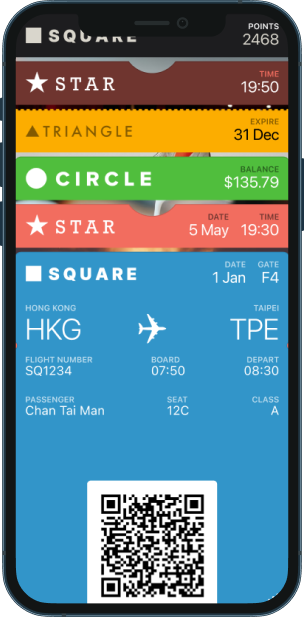 POINTS
SQUARE 2468
TIME
STAR 19:50
EXPIRE
TRIANGLE 31 Dec
BALANCE
CIRCLE $135.79
DATE TIME
STAR 5 May 19:30
DATE GATE
SQUARE 1 Jan F4
HONG KONG TAIPEI
HKG TPE
FLIGHT NUMBER BOARD DEPART
SQ1234 07:50 08:30
PASSENGER SEAT CLASS
Chan Tai Man 12C A